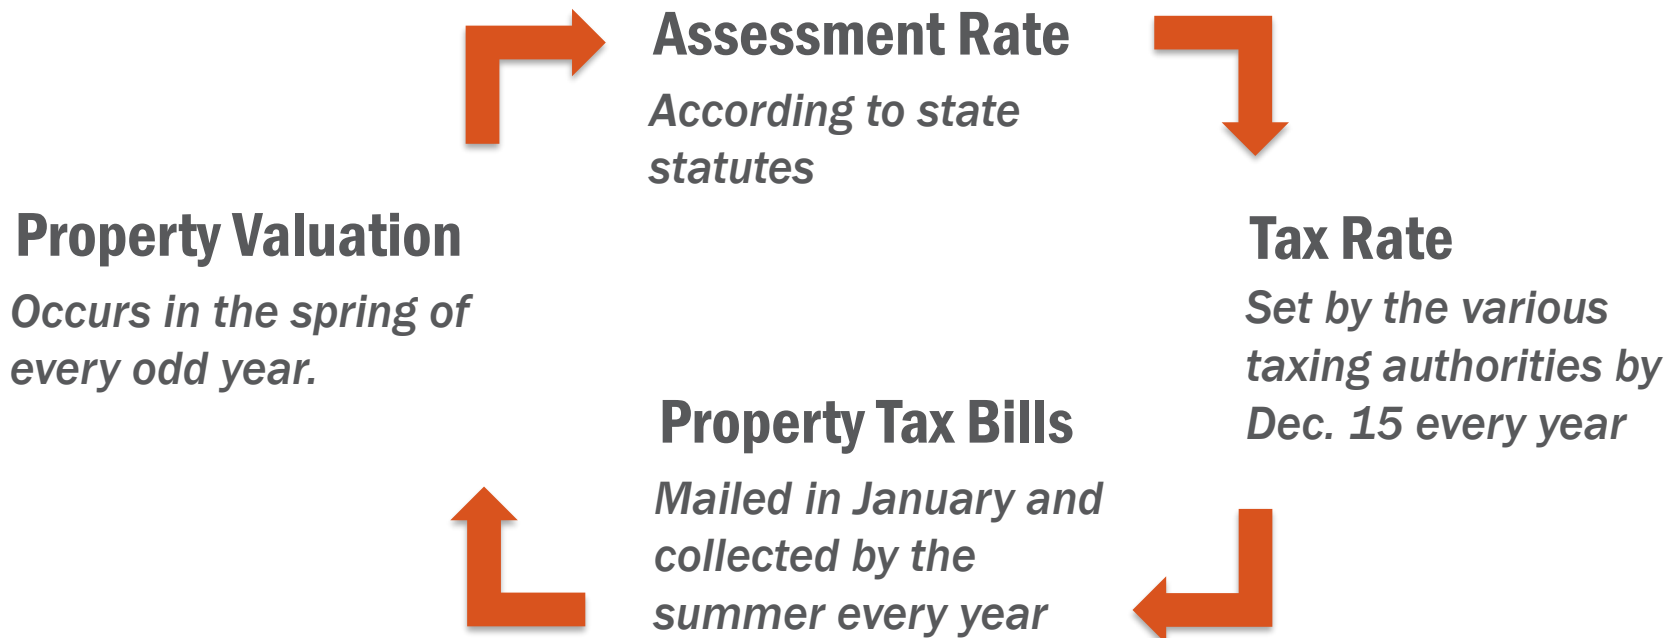 Assessment Rate
According to state
statutes
Property Valuation
Occurs in the spring of
every odd year.
Tax Rate
Set by the various
taxing authorities by
Dec. 15 every year
Property Tax Bills
Mailed in January and
collected by the
summer every year